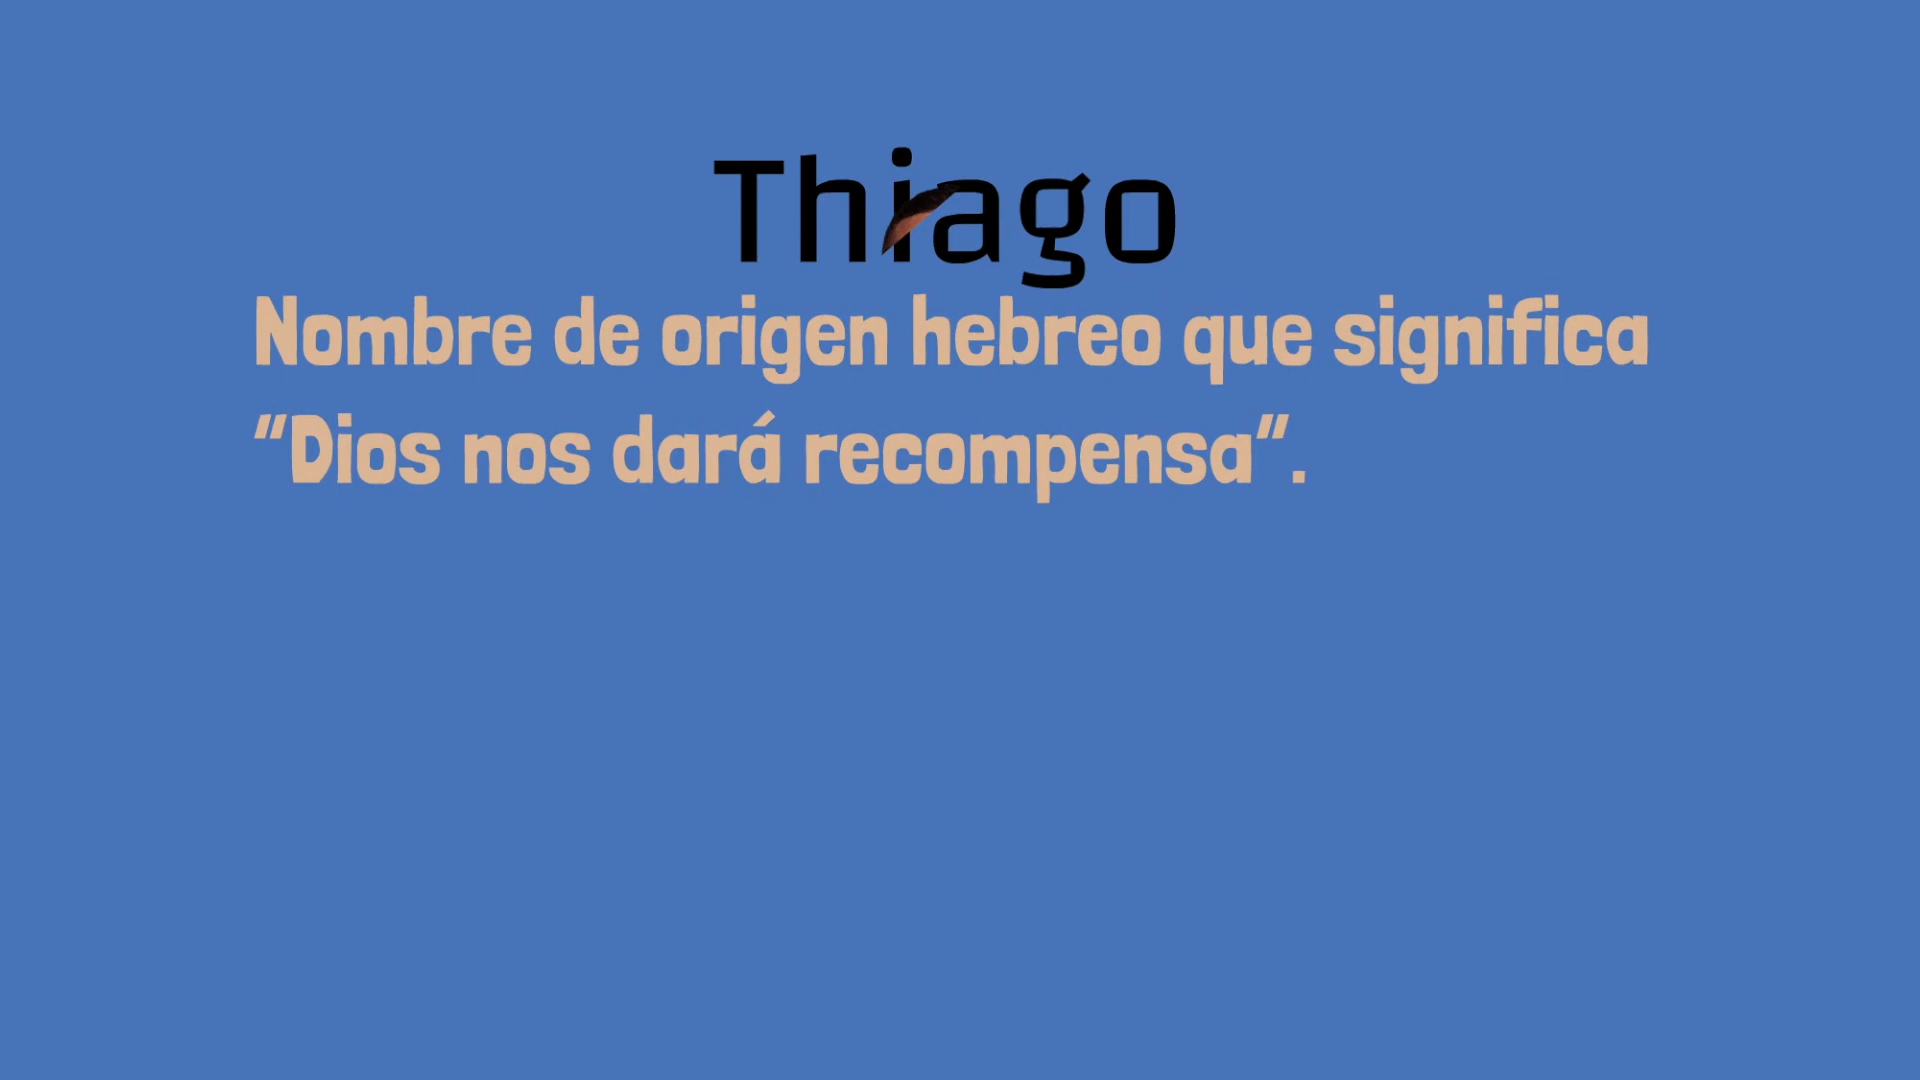 Thiago
Nombre de origen hebreo que significa
"Dios nos dará recompensa".